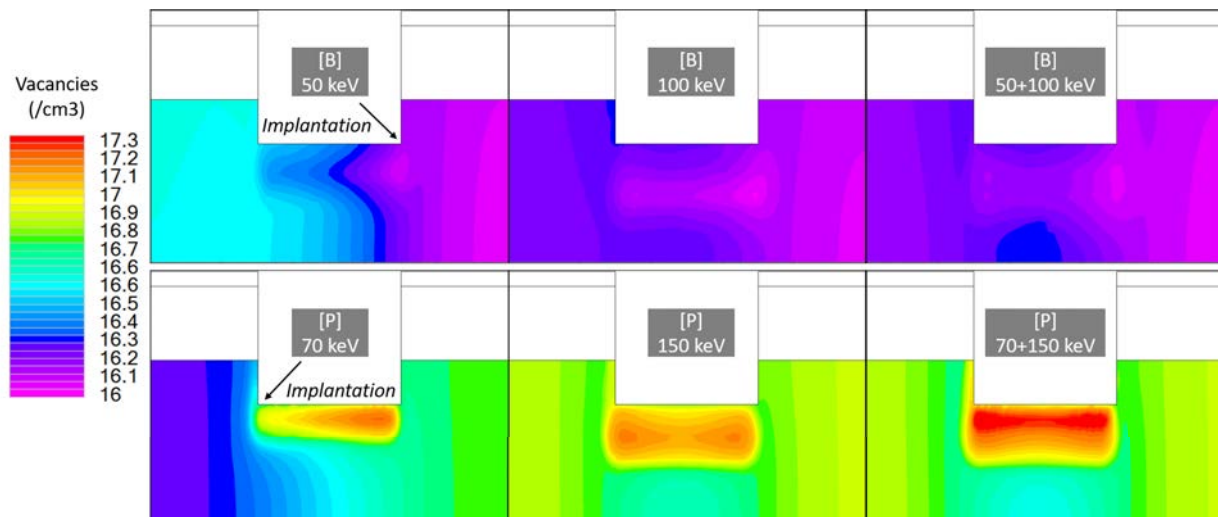 Vacancies
(/cm3)
17.3
17.2
17.1
17
16.9
16.8
16.7
16.6
16.6
16.5
16.4
16.3
16.2
16.1
16
[B]
50 keV
Implantation
[B]
100 keV
[B]
50+100 keV
[P]
70 keV
Implantation
[P]
150 keV
[P]
70+150 keV